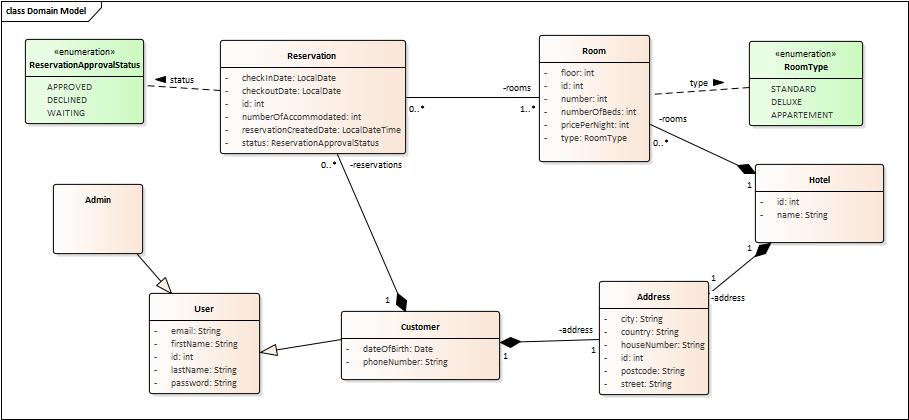 class Domain Model
«enumeration»
ReservationApprovalStatus
APPROVED
DECLINED
WAITING
status
Reservation
- checkInDate: LocalDate
- checkoutDate: LocalDate
- id: int
- numberOfAccommodated: int
- reservationCreatedDate: LocalDateTime
- status: ReservationApprovalStatus
0..*
-rooms
1..*
Room
- floor: int
- id: int
- number: int
- numberOfBeds: int
- pricePerNight: int
- type: RoomType
type
«enumeration»
RoomType
STANDARD
DELUXE
APPARTEMENT
-rooms
0..*
1
Hotel
- id: int
- name: String
1
1
-address
0..*
-reservations
1
Admin
User
- email: String
- firstName: String
- id: int
- lastName: String
- password: String
Customer
- dateOfBirth: Date
- phoneNumber: String
1
-address
1
Address
- city: String
- country: String
- houseNumber: String
- id: int
- postcode: String
- street: String